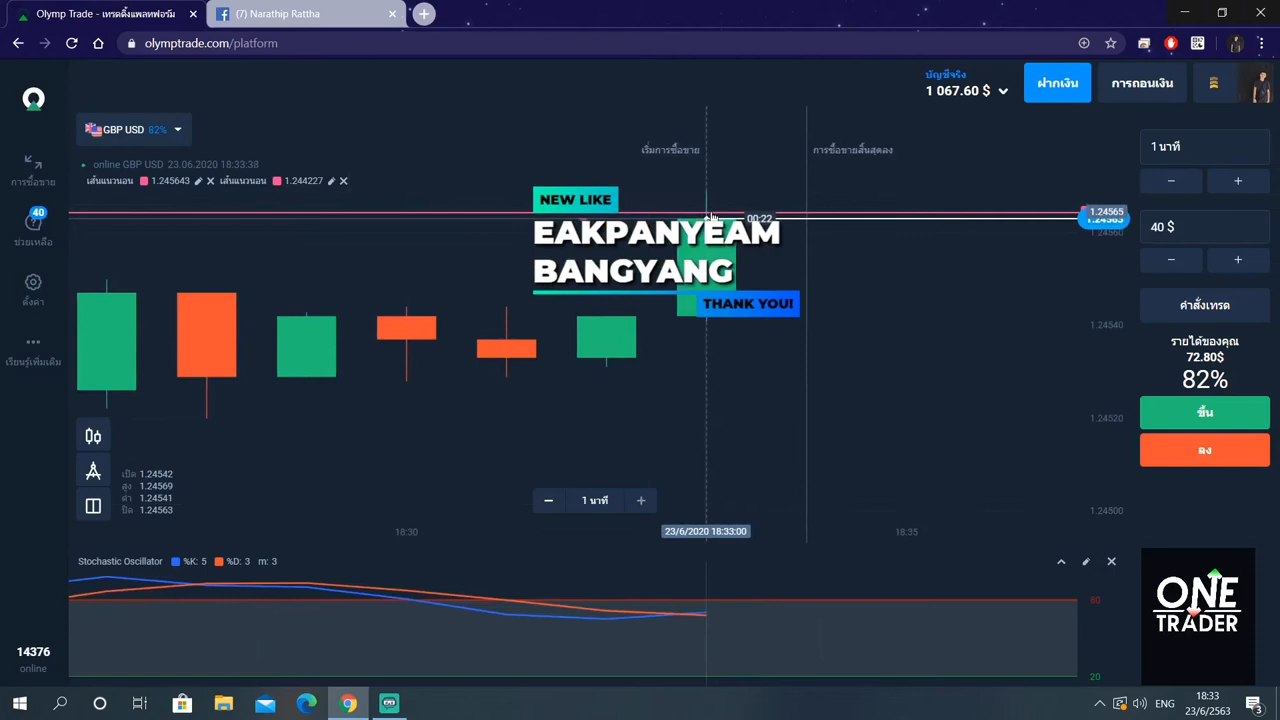 Olymp Trade - เทรดดิ้งแพลทฟอร์ม
(7) Narathip Rattha
olymptrade.com/platform
บัญชีจริง
1 067.60 $
ฝากเงิน
การถอนเงิน
GBP USD 82%
online GBP USD 23.06.2020 18:33:38
เส้นแนวนอน 1.245643 เส้นแนวนอน 1.244227
เริ่มการซื้อขาย
การซื้อขายสิ้นสุดลง
การซื้อขาย
40
ช่วยเหลือ
ตั้งค่า
เรียนรู้เพิ่มเติม
NEW LIKE
EAKPANYEAM
BANGYANG
THANK YOU!
00:22
1.24565
1.24560
1.24540
1.24520
1.24500
1 นาที
40 $
คำสั่งเทรด
รายได้ของคุณ
72.80$
82%
ขึ้น
ลง
เปิด 1.24542
สูง 1.24569
ต่ำ 1.24541
ปิด 1.24563
1 นาที
18:30
23/6/2020 18:33:00
18:35
Stochastic Oscillator %K: 5 %D: 3 m: 3
80
20
ONE
TRADER
14376
online
ENG
18:33
23/6/2563
3